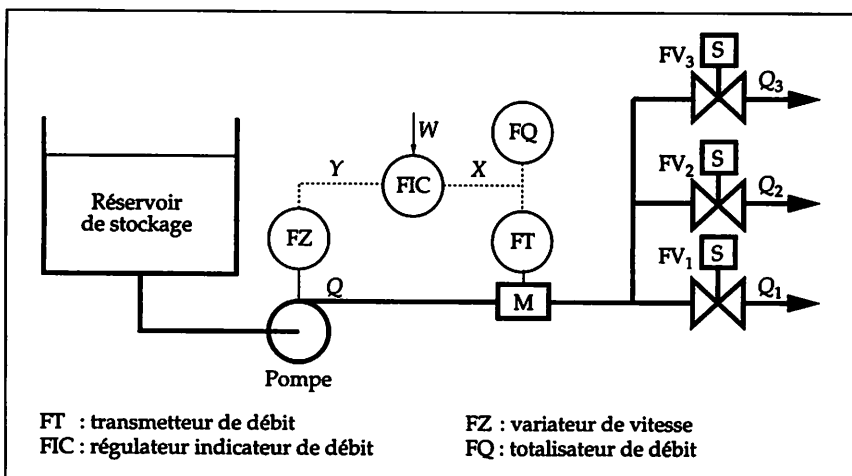 S
FV3
Q3
W
FQ
S
Y
X
FV2
FIC
Q2
Réservoir
de stockage
FZ
FT
S
FV1
Q
M
Q1
Pompe
FT : transmetteur de débit
FIC : régulateur indicateur de débit
FZ : variateur de vitesse
FQ : totalisateur de débit